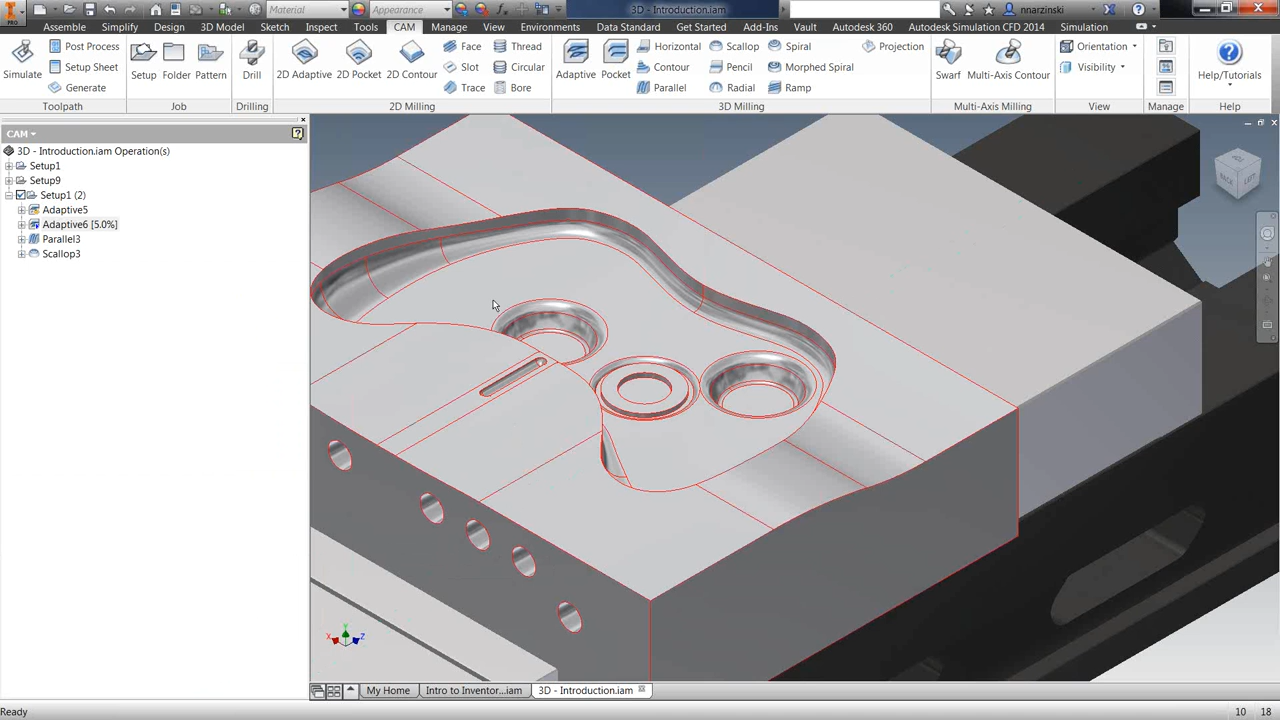 PRO
Material
Appearance
3D - Introduction.iam
nnarzinski
Assemble Simplify Design 3D Model Sketch Inspect Tools CAM Manage View Environments Data Standard Get Started Add-Ins Vault Autodesk 360 Autodesk Simulation CFD 2014 Simulation
Simulate
Post Process
Setup Sheet
Generate
Toolpath
Setup Folder Pattern
Job
Drill
Drilling
2D Adaptive 2D Pocket 2D Contour
Face Thread
Slot Circular
Trace Bore
2D Milling
Adaptive Pocket
Horizontal Scallop Spiral Projection
Contour Pencil Morphed Spiral
Parallel Radial Ramp
3D Milling
Swarf Multi-Axis Contour
Multi-Axis Milling
Orientation
Visibility
View
Manage
Help/Tutorials
Help
CAM
3D - Introduction.iam Operation(s)
Setup1
Setup9
Setup1 (2)
Adaptive5
Adaptive6 [5.0%]
Parallel3
Scallop3
BACK LEFT
X Y Z
My Home Intro to Inventor...iam 3D - Introduction.iam
Ready 10 18